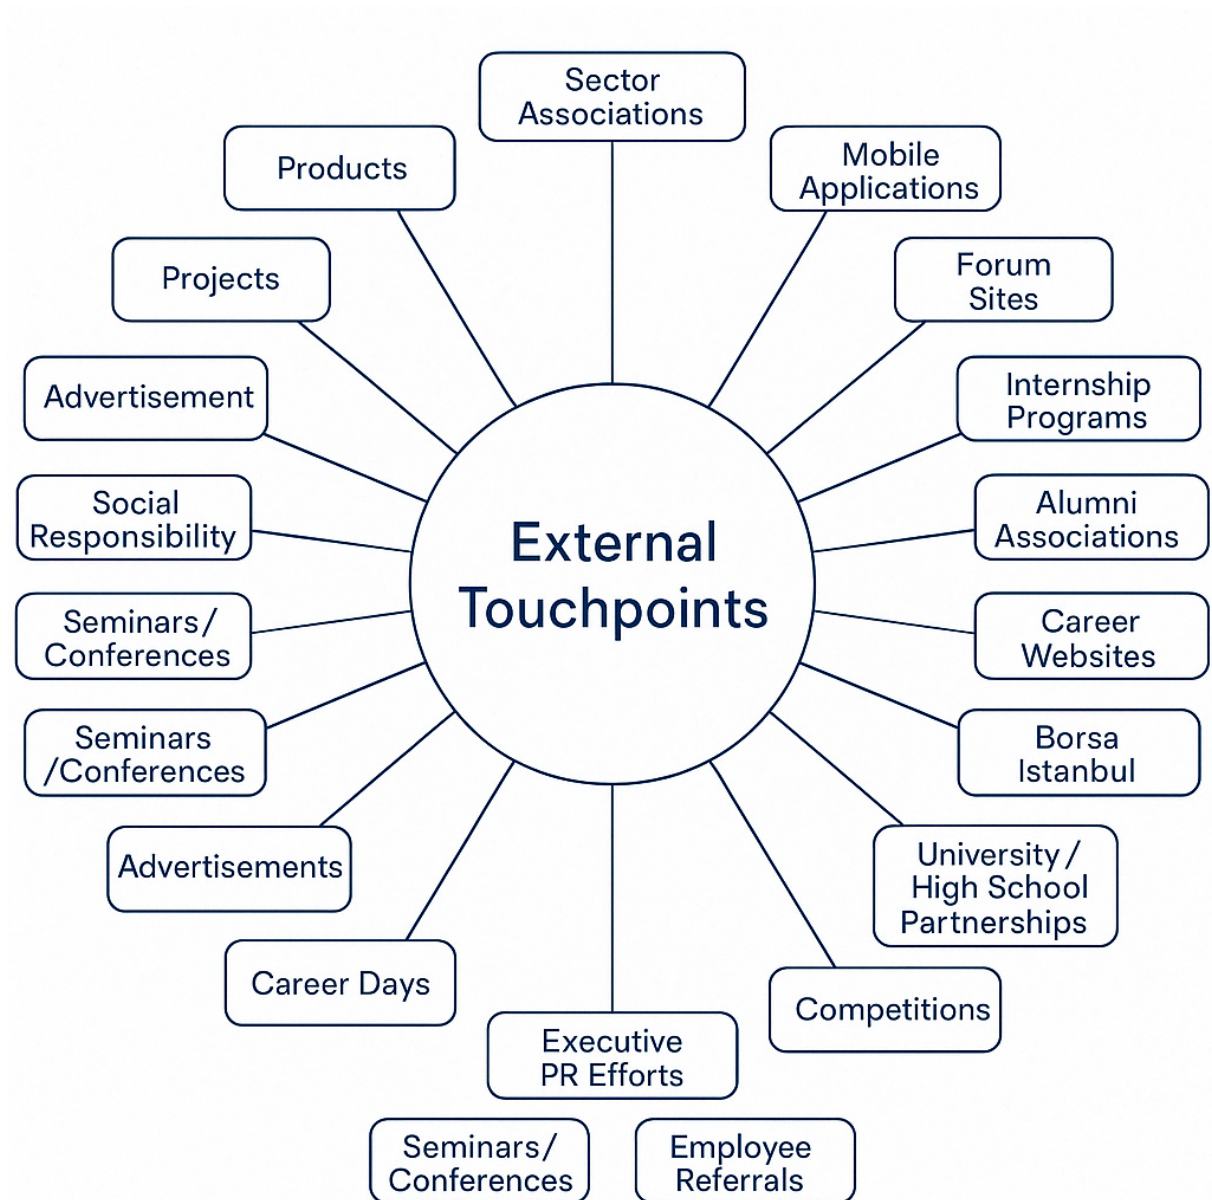 Sector
Associations
Products
Mobile
Applications
Projects
Forum
Sites
Advertisement
Internship
Programs
Social
Responsibility
Alumni
Associations
External
Touchpoints
Seminars/
Conferences
Career
Websites
Seminars
/Conferences
Borsa
Istanbul
Advertisements
University/
High School
Partnerships
Career Days
Competitions
Executive
PR Efforts
Seminars/
Conferences
Employee
Referrals